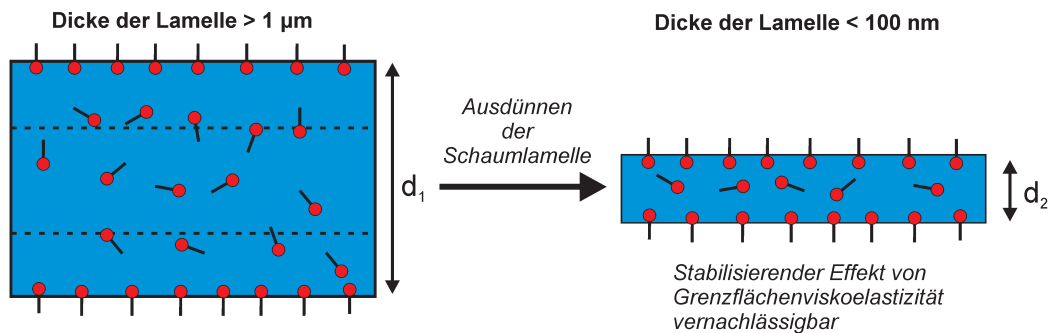 Dicke der Lamelle > 1 µm
Dicke der Lamelle < 100 nm
Ausdünnen
der
Schaumlamelle
d1
d2
Stabilisierender Effekt von
Grenzflächenviskoelastizität
vernachlässigbar